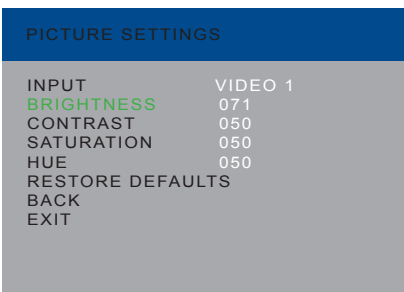 PICTURE SETTINGS
INPUT VIDEO 1
BRIGHTNESS 071
CONTRAST 050
SATURATION 050
HUE 050
RESTORE DEFAULTS
BACK
EXIT